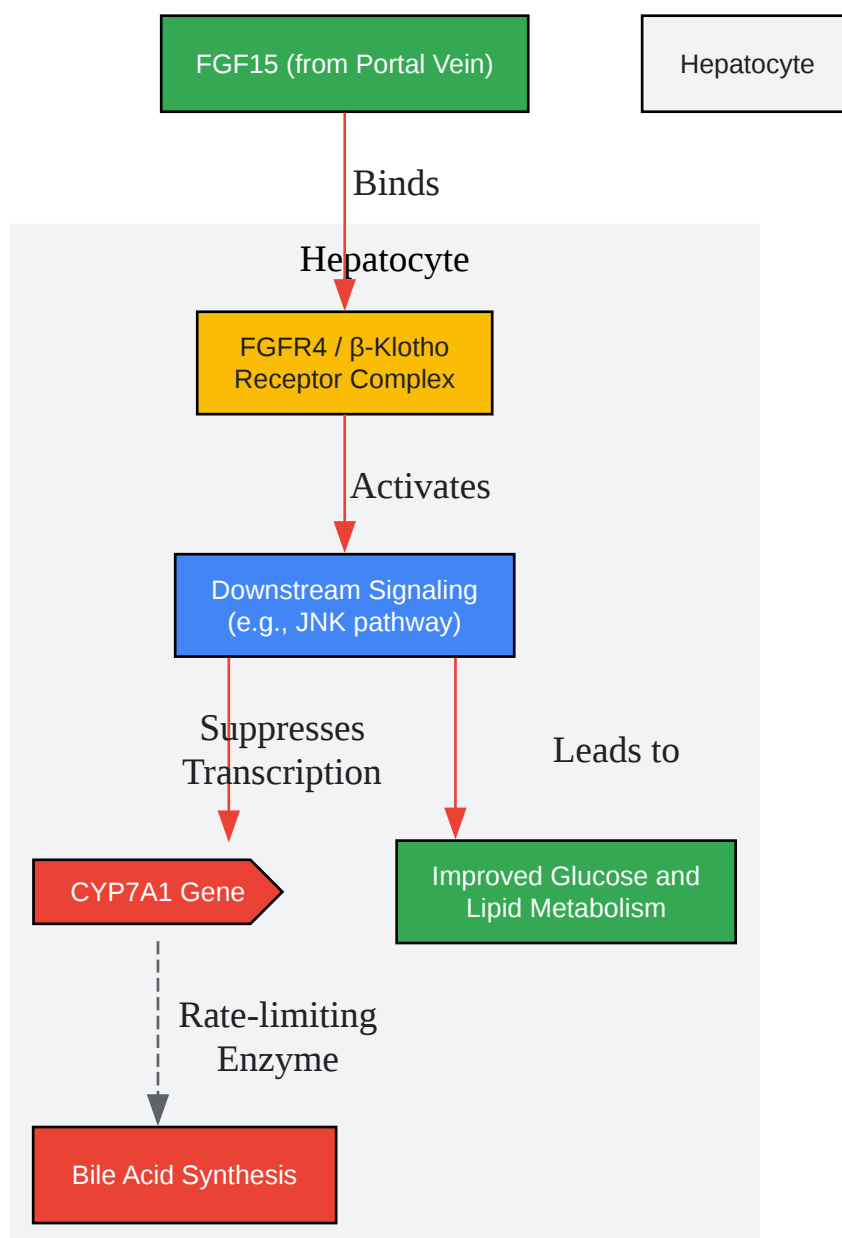 FGF15 (from Portal Vein)
Hepatocyte
Binds
Hepatocyte
FGFR4 / β-Klotho
Receptor Complex
Activates
Downstream Signaling
(e.g., JNK pathway)
Suppresses
Transcription
Leads to
CYP7A1 Gene
Improved Glucose and
Lipid Metabolism
Rate-limiting
Enzyme
Bile Acid Synthesis